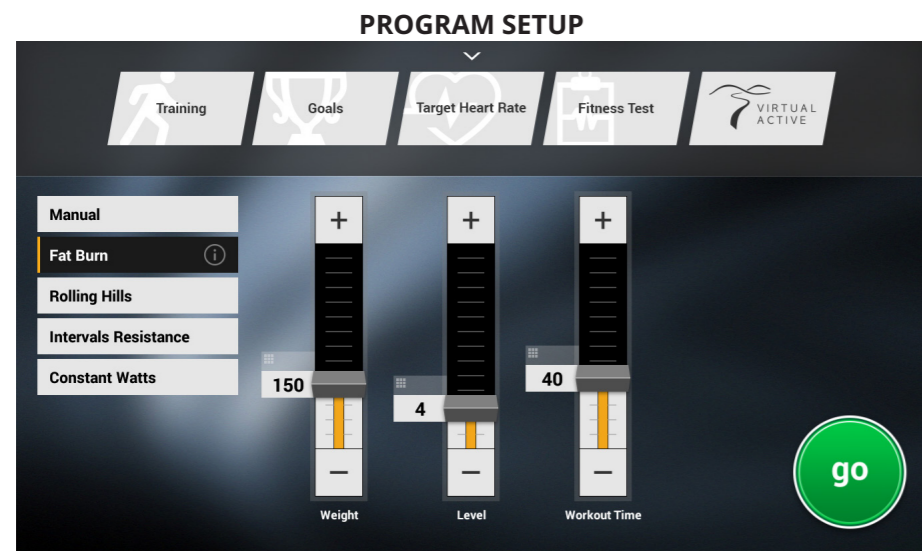 PROGRAM SETUP
Training
Goals
Target Heart Rate
Fitness Test
VIRTUAL
ACTIVE
Manual
Fat Burn
Rolling Hills
Intervals Resistance
Constant Watts
+
+
+
150
4
40
−
−
−
Weight
Level
Workout Time
go